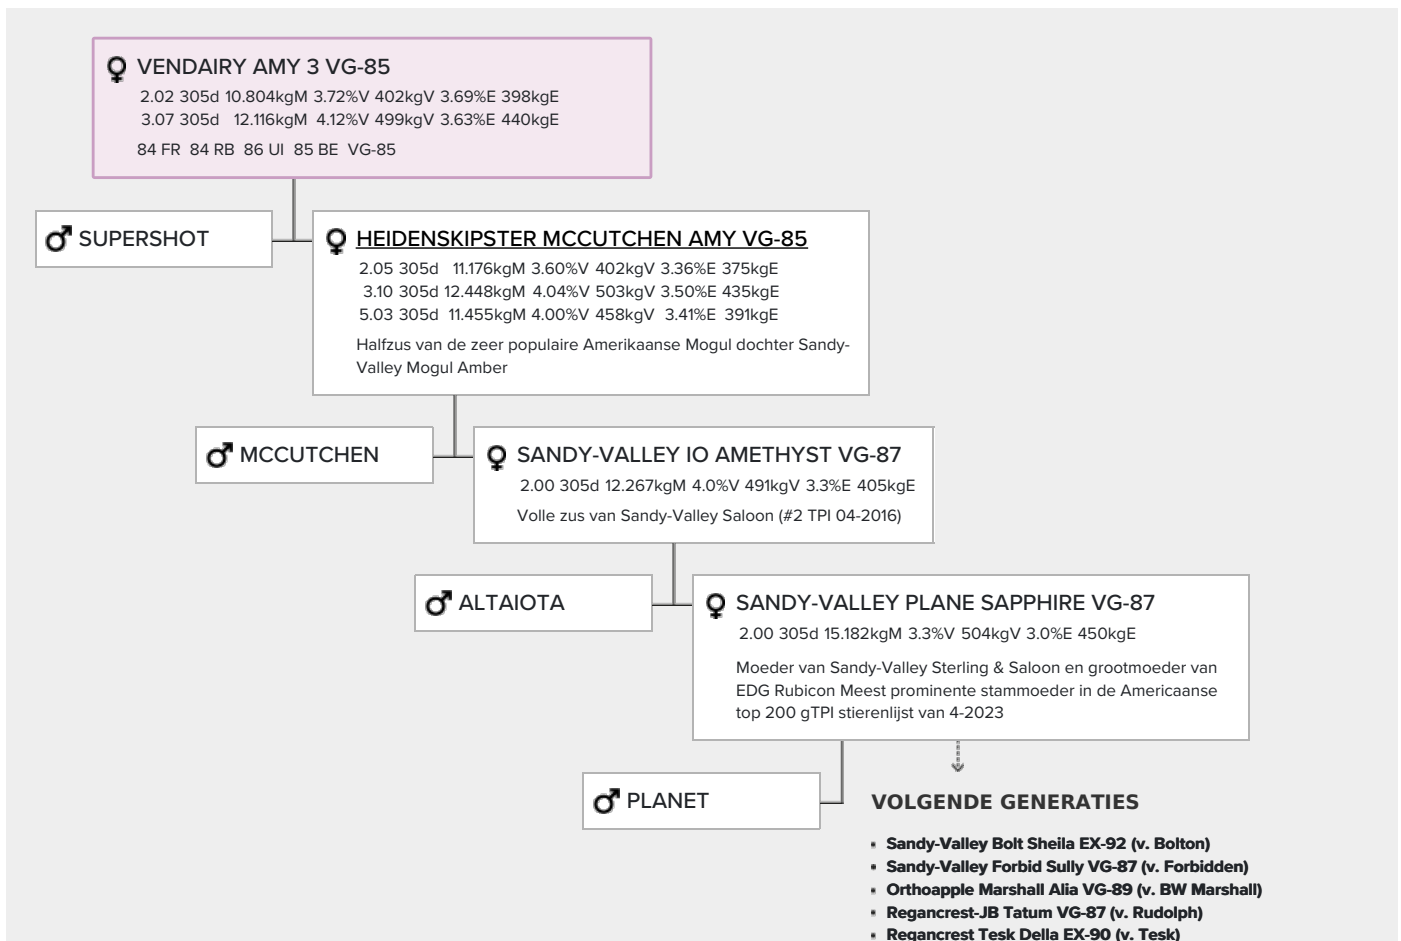 VENDAIRY AMY 3 VG-85
2.02 305d 10.804kgM 3.72%V 402kgV 3.69%E 398kgE
3.07 305d 12.116kgM 4.12%V 499kgV 3.63%E 440kgE
84 FR 84 RB 86 UI 85 BE VG-85
SUPERSHOT
HEIDENSKIPSTER MCCUTCHEN AMY VG-85
2.05 305d 11.176kgM 3.60%V 402kgV 3.36%E 375kgE
3.10 305d 12.448kgM 4.04%V 503kgV 3.50%E 435kgE
5.03 305d 11.455kgM 4.00%V 458kgV 3.41%E 391kgE
Halfzus van de zeer populaire Amerikaanse Mogul dochter Sandy-
Valley Mogul Amber
MCCUTCHEN
SANDY-VALLEY IO AMETHYST VG-87
2.00 305d 12.267kgM 4.0%V 491kgV 3.3%E 405kgE
Volle zus van Sandy-Valley Saloon (#2 TPI 04-2016)
ALTAIOTA
SANDY-VALLEY PLANE SAPPHIRE VG-87
2.00 305d 15.182kgM 3.3%V 504kgV 3.0%E 450kgE
Moeder van Sandy-Valley Sterling & Saloon en grootmoeder van
EDG Rubicon Meest prominente stammoeder in de Americaanse
top 200 gTPI stierenlijst van 4-2023
PLANET
VOLGENDE GENERATIES
▪ Sandy-Valley Bolt Sheila EX-92 (v. Bolton)
▪ Sandy-Valley Forbid Sully VG-87 (v. Forbidden)
▪ Orthoapple Marshall Alia VG-89 (v. BW Marshall)
▪ Regancrest-JB Tatum VG-87 (v. Rudolph)
▪ Regancrest Tesk Della EX-90 (v. Tesk)